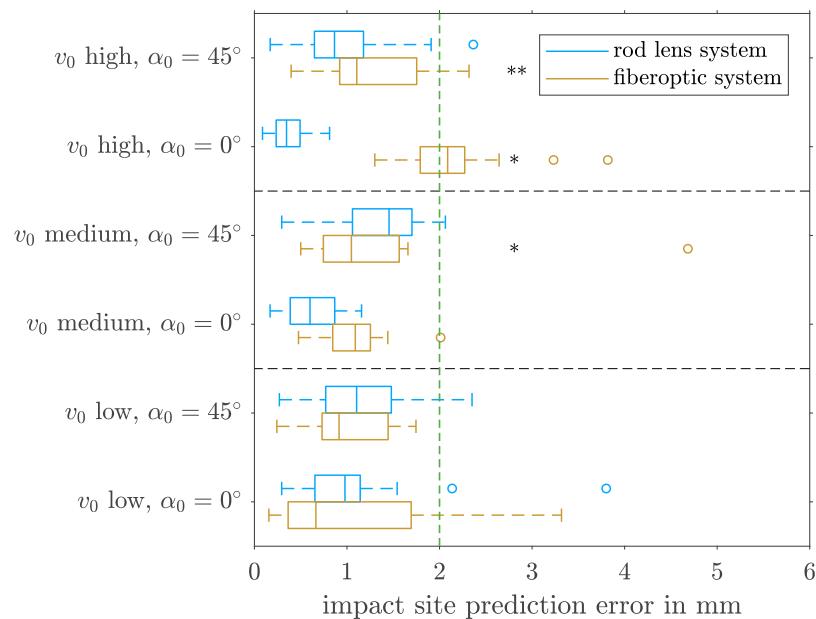 v₀ high, α₀ = 45°
rod lens system
fiberoptic system
**
v₀ high, α₀ = 0°
*
v₀ medium, α₀ = 45°
*
v₀ medium, α₀ = 0°
v₀ low, α₀ = 45°
v₀ low, α₀ = 0°
0 1 2 3 4 5 6
impact site prediction error in mm